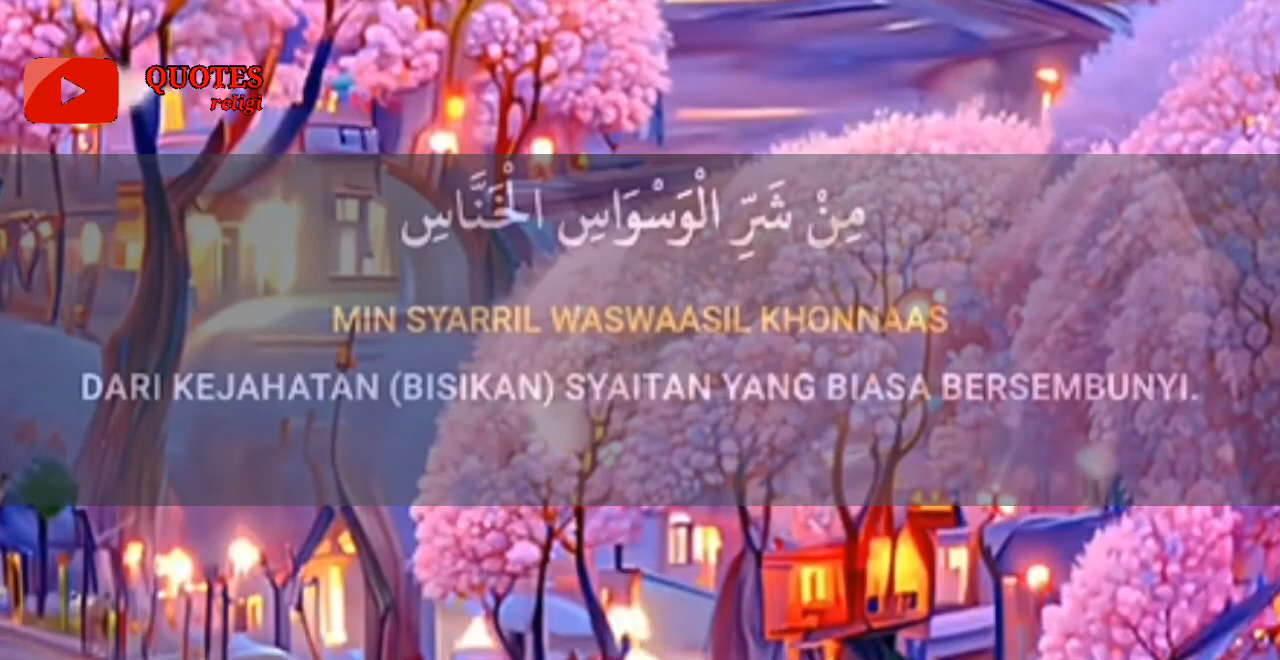 QUOTES
religi
مِنْ شَرِّ الْوَسْوَاسِ الْخَنَّاسِ
MIN SYARRIL WASWAASIL KHONNAAS
DARI KEJAHATAN (BISIKAN) SYAITAN YANG BIASA BERSEMBUNYI.